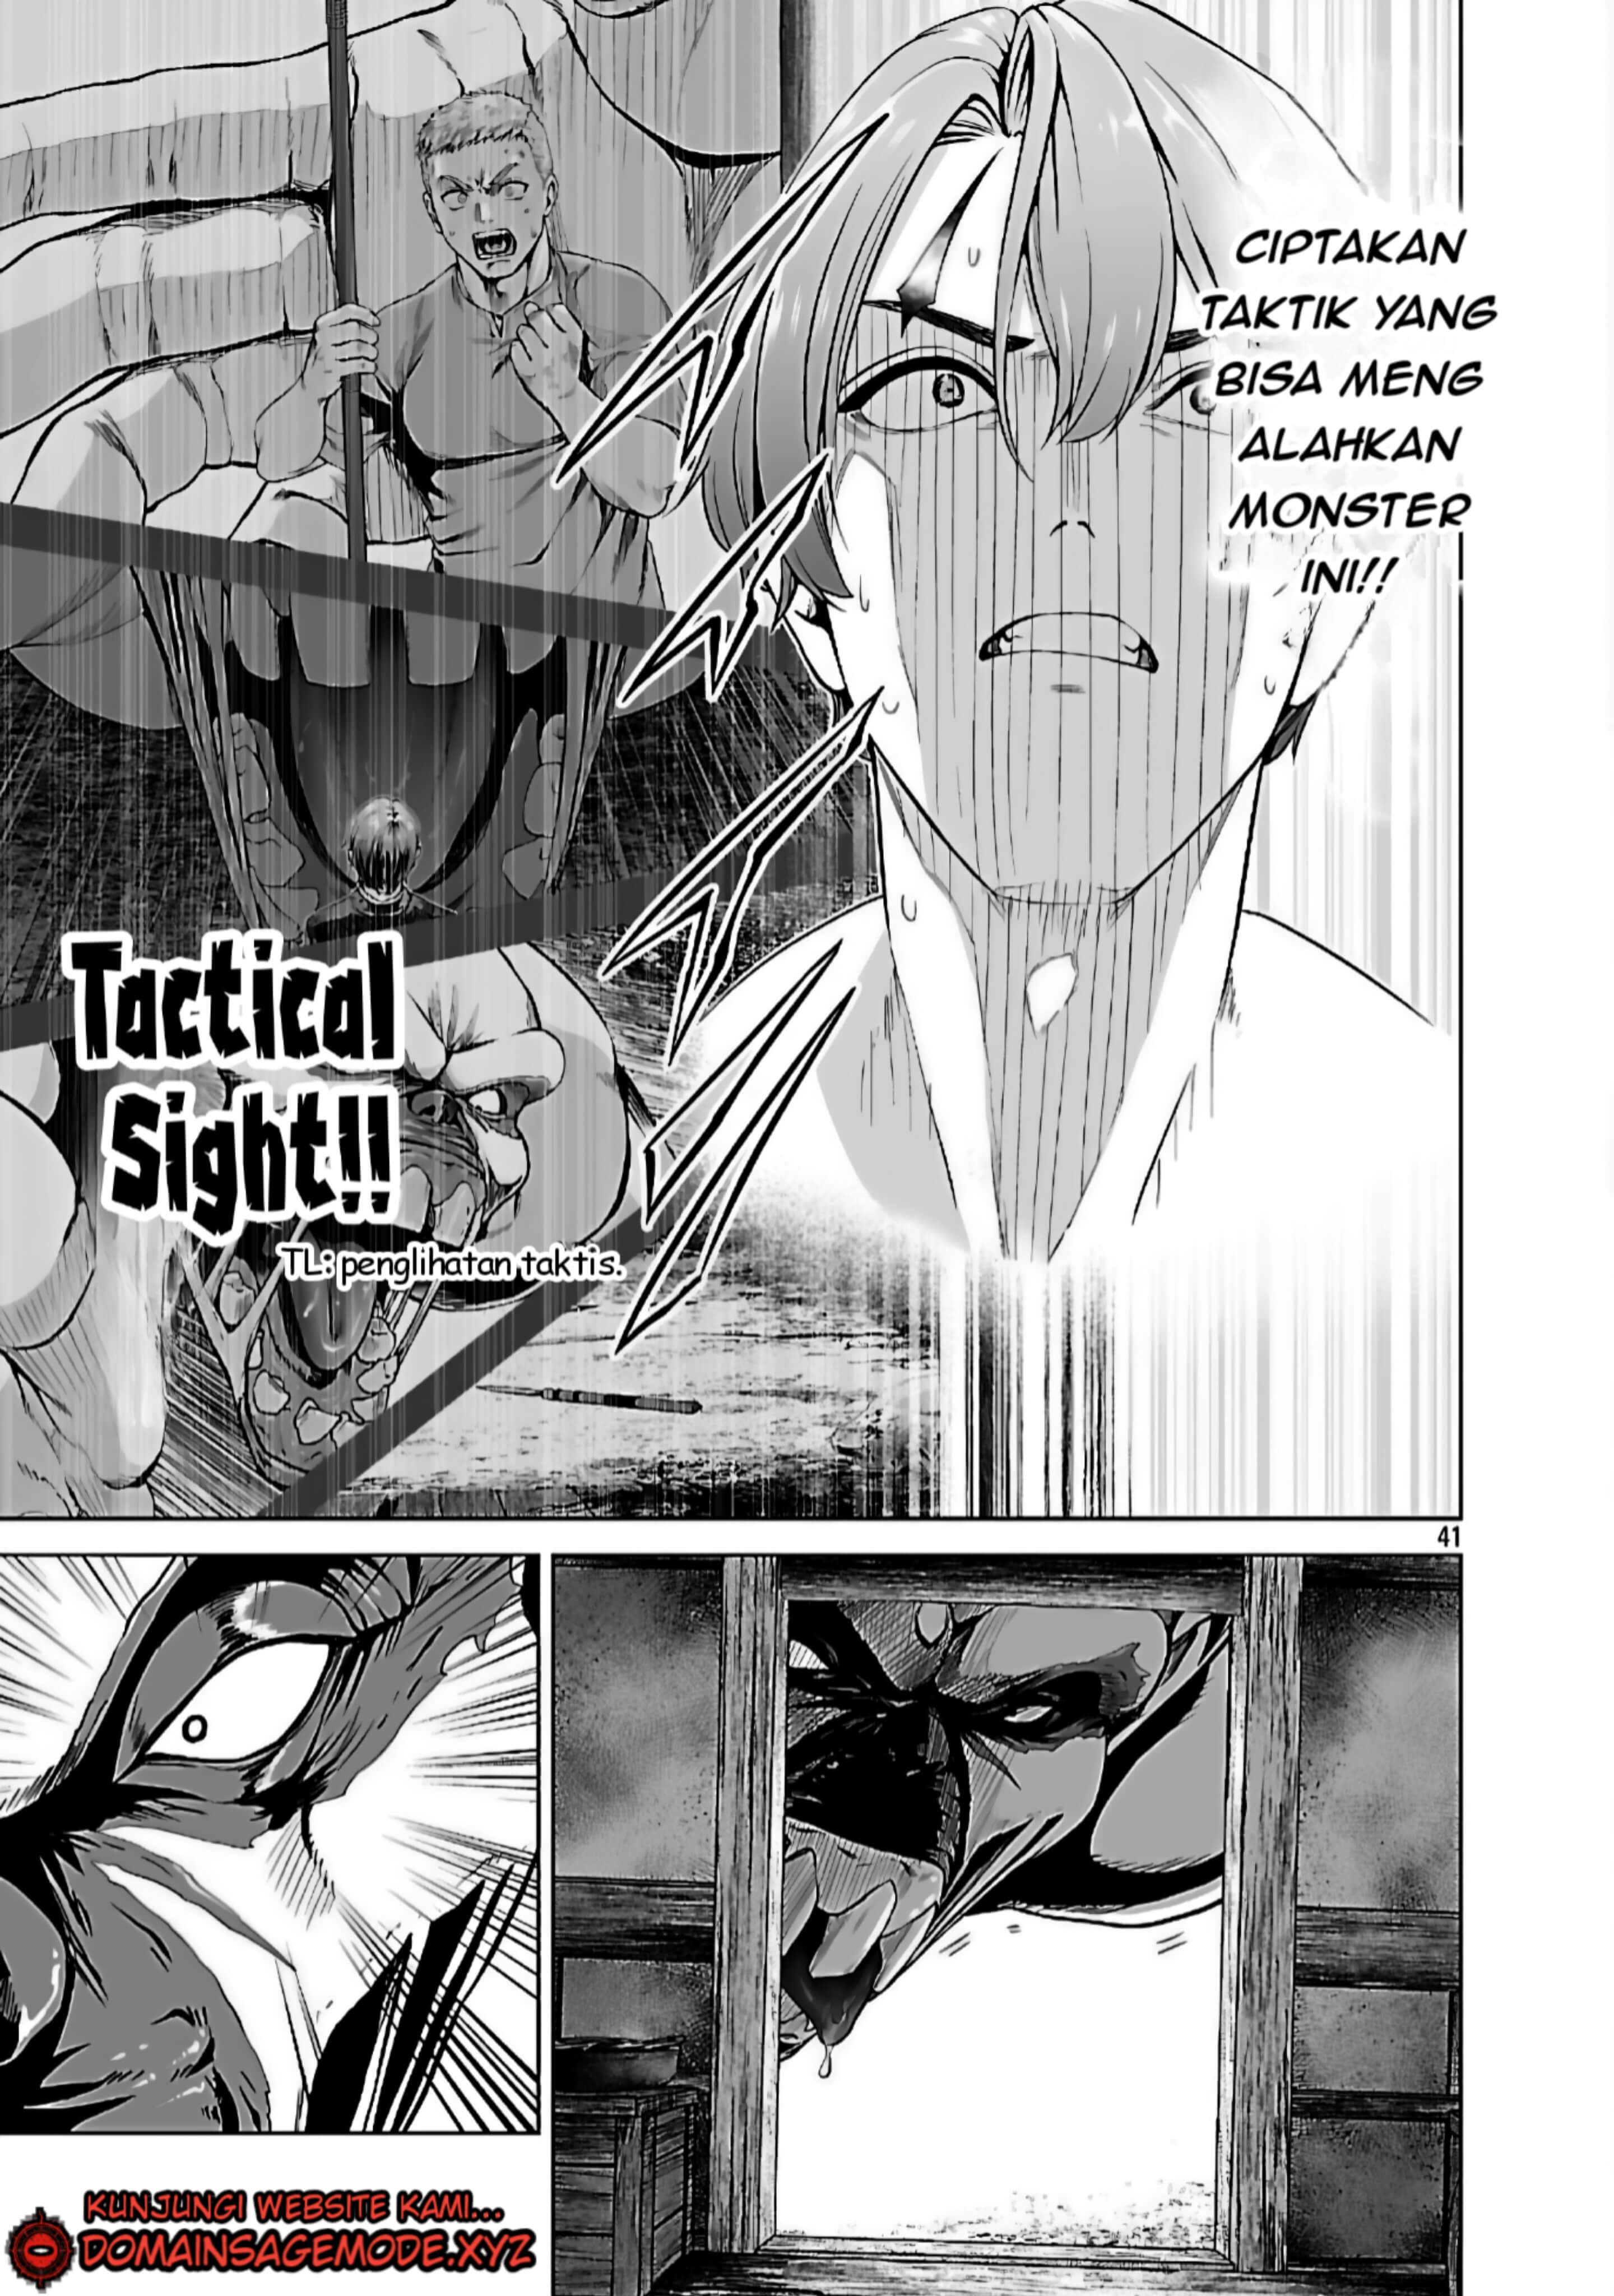 CIPTAKAN
TAKTIK YANG
BISA MENG
ALAHKAN
MONSTER
INI!!
Tactical
Sight!!
TL: penglihatan taktis.
41
KUNJUNGI WEBSITE KAMI...
DOMAINSAGEMODE.XYZ